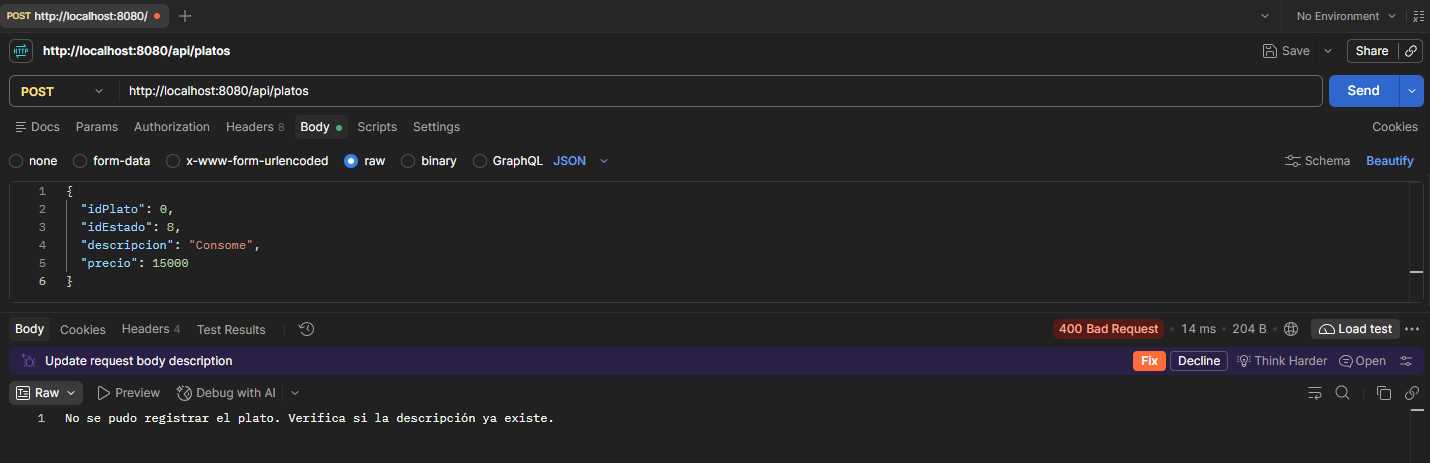 POST http://localhost:8080/
No Environment
HTTP http://localhost:8080/api/platos
Save Share
POST http://localhost:8080/api/platos Send
Docs Params Authorization Headers 8 Body Scripts Settings Cookies
none form-data x-www-form-urlencoded raw binary GraphQL JSON Schema Beautify
1 {
2 "idPlato": 0,
3 "idEstado": 8,
4 "descripcion": "Consome",
5 "precio": 15000
6 }
Body Cookies Headers 4 Test Results 400 Bad Request • 14 ms • 204 B • Load test
Update request body description Fix Decline Think Harder Open
Raw Preview Debug with AI
1 No se pudo registrar el plato. Verifica si la descripción ya existe.